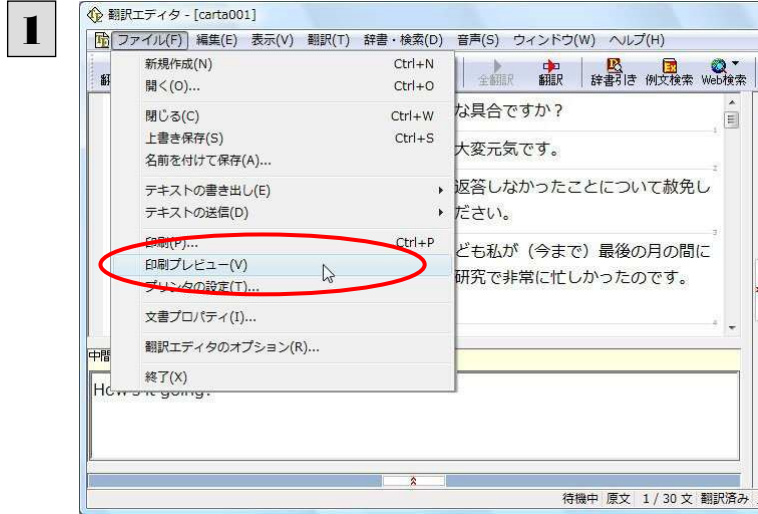 1
翻訳エディタ - [carta001]
ファイル(F) 編集(E) 表示(V) 翻訳(T) 辞書・検索(D) 音声(S) ウィンドウ(W) ヘルプ(H)
全翻訳 翻訳 辞書引き 例文検索 Web検索
新規作成(N) Ctrl+N
開く(O)... Ctrl+O
閉じる(C) Ctrl+W
上書き保存(S) Ctrl+S
名前を付けて保存(A)...
テキストの書き出し(E)
テキストの送信(D)
印刷(P)... Ctrl+P
印刷プレビュー(V)
プリンタの設定(T)...
文書プロパティ(I)...
翻訳エディタのオプション(R)...
終了(X)
な具合ですか?
1
大変元気です。
2
返答しなかったことについて赦免し
ださい。
3
ども私が(今まで)最後の月の間に
研究で非常に忙しかったのです。
4
中間
How's it going?
待機中 原文 1 / 30 文 翻訳済み